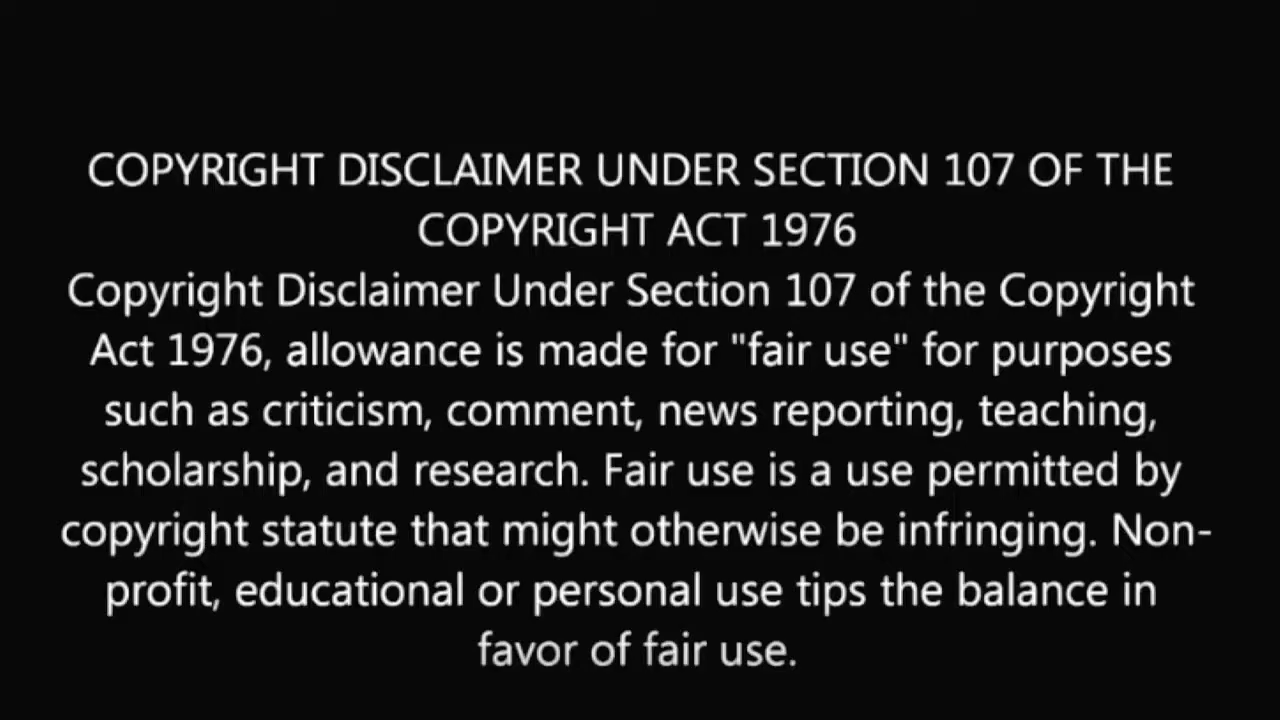 COPYRIGHT DISCLAIMER UNDER SECTION 107 OF THE
COPYRIGHT ACT 1976
Copyright Disclaimer Under Section 107 of the Copyright
Act 1976, allowance is made for "fair use" for purposes
such as criticism, comment, news reporting, teaching,
scholarship, and research. Fair use is a use permitted by
copyright statute that might otherwise be infringing. Non-
profit, educational or personal use tips the balance in
favor of fair use.